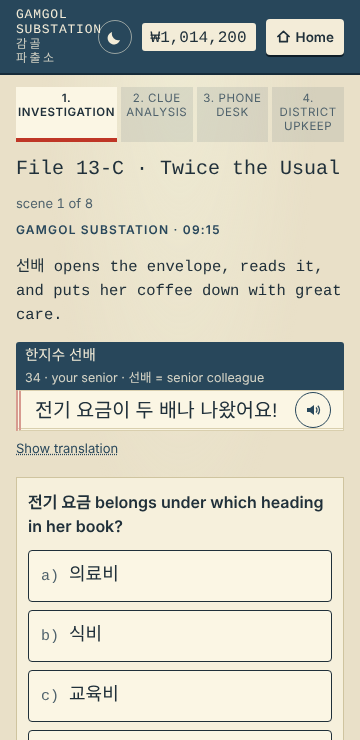 GAMGOL
SUBSTATION
감골
파출소
₩1,014,200
Home
1. INVESTIGATION
2. CLUE ANALYSIS
3. PHONE DESK
4. DISTRICT UPKEEP
File 13-C · Twice the Usual
scene 1 of 8
GAMGOL SUBSTATION · 09:15
선배 opens the envelope, reads it,
and puts her coffee down with great
care.
한지수 선배
34 · your senior · 선배 = senior colleague
전기 요금이 두 배나 나왔어요!
Show translation
전기 요금 belongs under which heading
in her book?
a) 의료비
b) 식비
c) 교육비